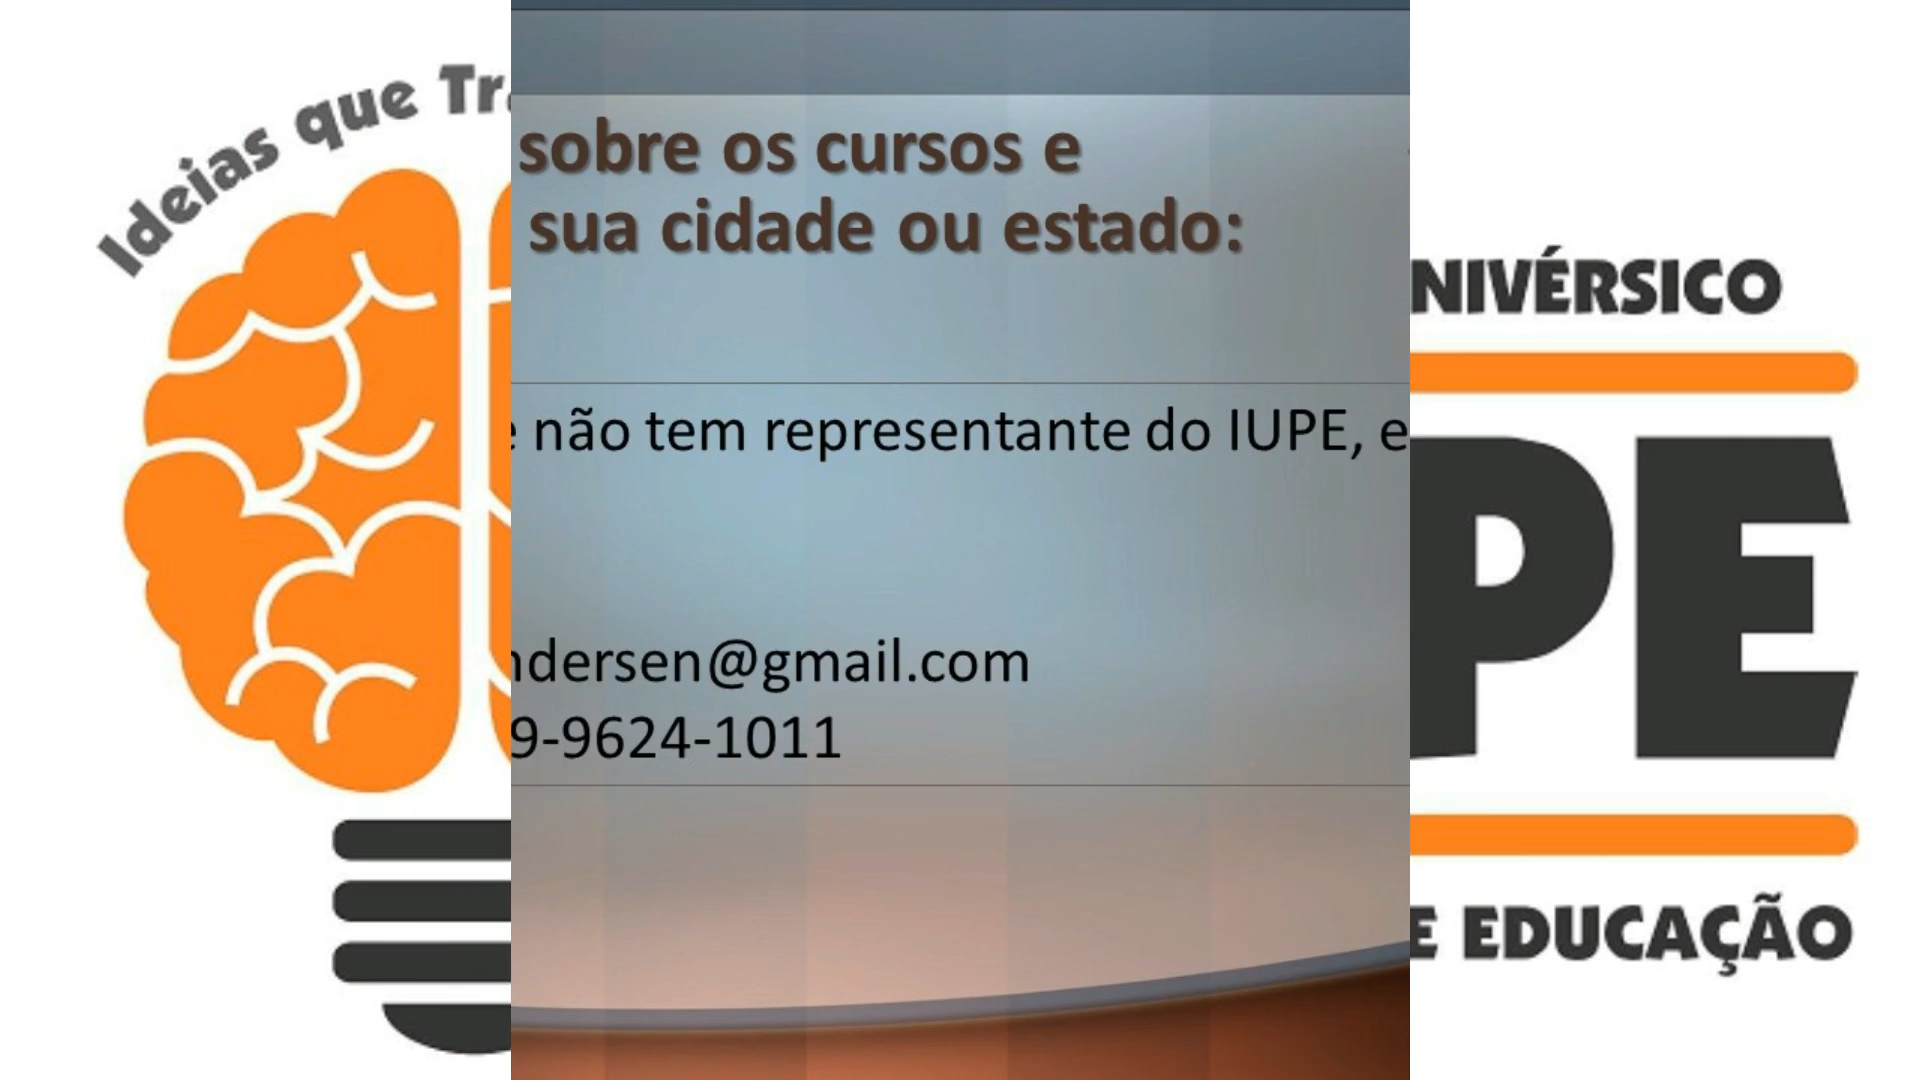 Ideias que Tr
sobre os cursos e
sua cidade ou estado:
NIVÉRSICO
não tem representante do IUPE, e
PE
ndersen@gmail.com
9-9624-1011
E EDUCAÇÃO